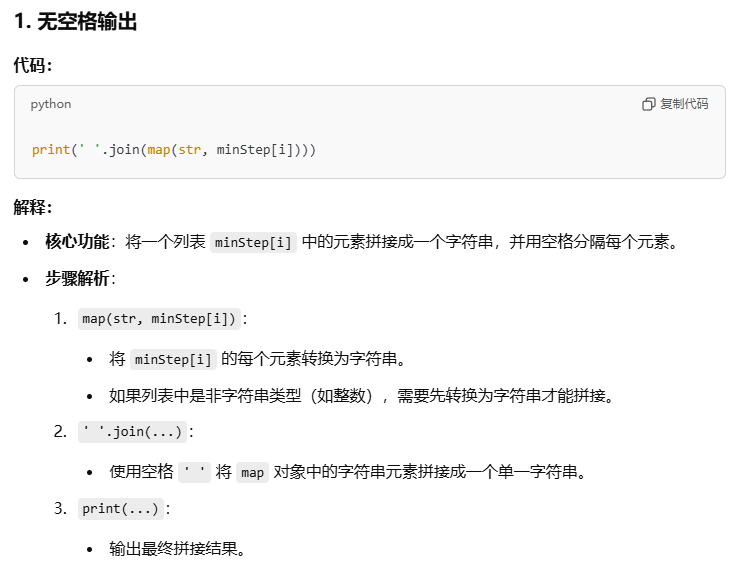 1. 无空格输出
代码：
python 复制代码
print(' '.join(map(str, minStep[i])))
解释：
• 核心功能：将一个列表 minStep[i] 中的元素拼接成一个字符串，并用空格分隔每个元素。
• 步骤解析：
1. map(str, minStep[i])：
• 将 minStep[i] 的每个元素转换为字符串。
• 如果列表中是非字符串类型（如整数），需要先转换为字符串才能拼接。
2. ' '.join(...)：
• 使用空格 ' ' 将 map 对象中的字符串元素拼接成一个单一字符串。
3. print(...)：
• 输出最终拼接结果。